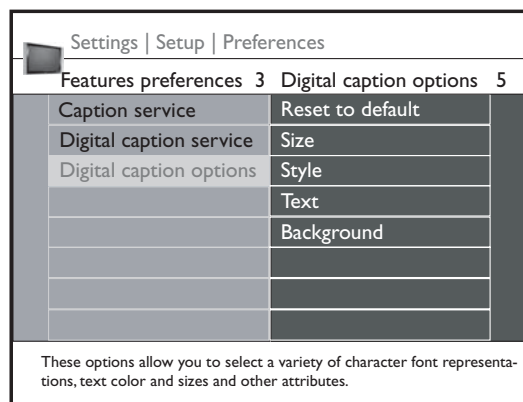 Settings | Setup | Preferences
Features preferences 3 Digital caption options 5
Caption service Reset to default
Digital caption service Size
Digital caption options Style
Text
Background
These options allow you to select a variety of character font representa-
tions, text color and sizes and other attributes.